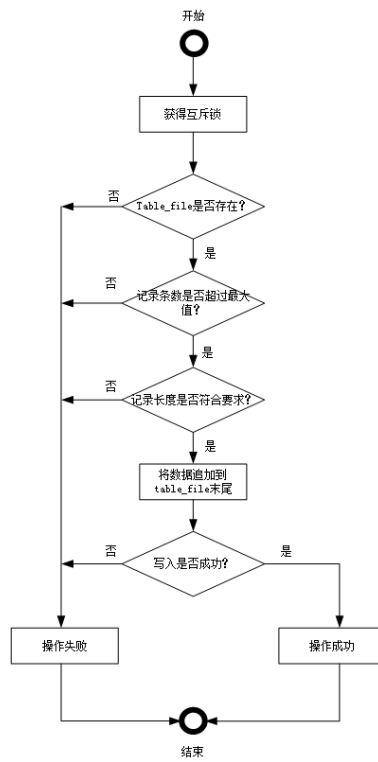 开始
获得互斥锁
Table_file是否存在?
否
是
记录条数是否超过最大
值?
否
是
记录长度是否符合要求?
否
是
将数据追加到
table_file末尾
写入是否成功?
否
是
操作失败
操作成功
结束